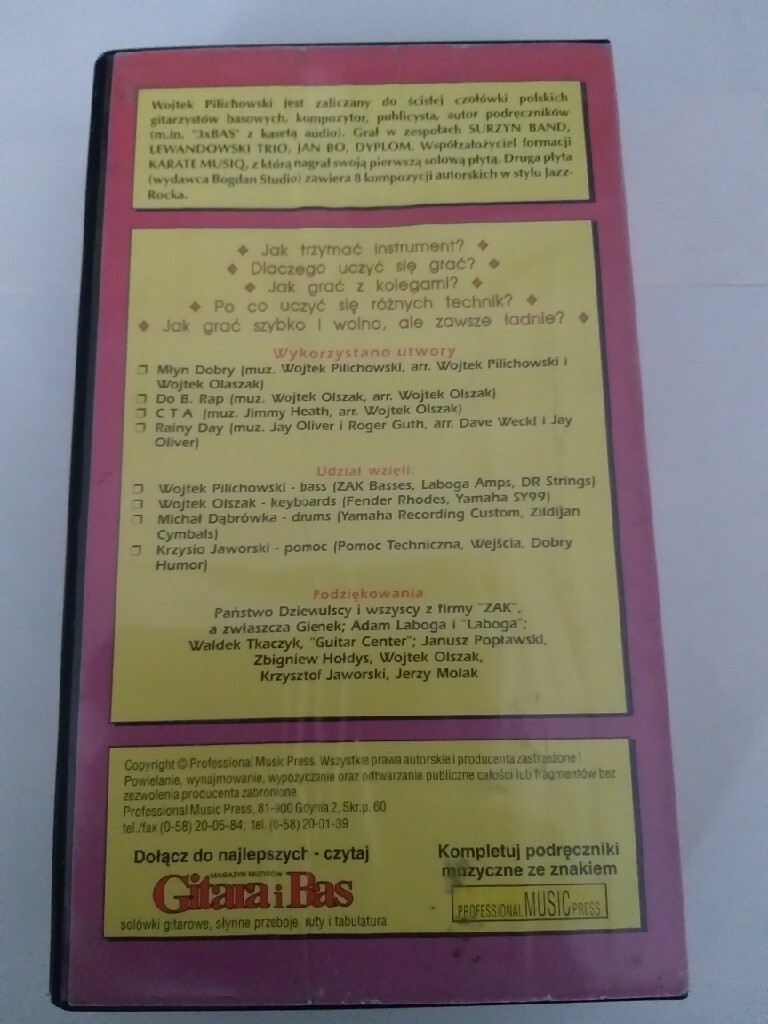 Wojtek Pilichowski jest zaliczany do ścisłej czołówki polskich
gitarzystów basowych, kompozytor, publicysta, autor podręczników
(m.in. "3xBAS" z kasetą audio). Grał w zespołach SURZYN BAND,
LEWANDOWSKI TRIO, JAN BO, DYPLOM. Współzałożyciel formacji
KARATE MUSIQ, z którą nagrał swoją pierwszą solową płytą. Druga płyta
(wydawca Bogdan Studio) zawiera 8 kompozycji autorskich w stylu Jazz-
Rocka.
❖ Jak trzymać instrument? ❖
❖ Dlaczego uczyć się grać? ❖
❖ Jak grać z kolegami? ❖
❖ Po co uczyć się różnych technik? ❖
❖ Jak grać szybko i wolno, ale zawsze ładnie? ❖
Wykorzystano utwory
❒ Młyn Dobry (muz. Wojtek Pilichowski, arr. Wojtek Pilichowski i
Wojtek Olaszak)
❒ Do B. Rap (muz. Wojtek Olszak, arr. Wojtek Olszak)
❒ C T A (muz. Jimmy Heath, arr. Wojtek Olszak)
❒ Rainy Day (muz. Jay Oliver i Roger Guth, arr. Dave Weckl i Jay
Oliver)
Udział wzięli:
❒ Wojtek Pilichowski - bass (ZAK Basses, Laboga Amps, DR Strings)
❒ Wojtek Olszak - keyboards (Fender Rhodes, Yamaha SY99)
❒ Michał Dąbrówka - drums (Yamaha Recording Custom, Zildijan
Cymbals)
❒ Krzysio Jaworski - pomoc (Pomoc Techniczna, Wejścia, Dobry
Humor)
Podziękowania
Państwo Dziewulscy i wszyscy z firmy "ZAK",
a zwłaszcza Gienek; Adam Laboga i "Laboga";
Waldek Tkaczyk, "Guitar Center"; Janusz Popławski,
Zbigniew Hołdys, Wojtek Olszak,
Krzysztof Jaworski, Jerzy Molak
Copyright © Professional Music Press. Wszystkie prawa autorskie i producenta zastrzeżone!
Powielanie, wynajmowanie, wypożyczanie oraz odtwarzanie publiczne całości lub fragmentów bez
zezwolenia producenta zabronione.
Professional Music Press, 81-900 Gdynia 2, Skr.p. 60
tel./fax (0-58) 20-05-84, tel. (0-58) 20-01-39
Dołącz do najlepszych - czytaj
MAGAZYN MUZYKÓW
Gitara i Bas
solówki gitarowe, słynne przeboje, nuty i tabulatura
Kompletuj podręczniki
muzyczne ze znakiem
PROFESSIONAL MUSIC PRESS